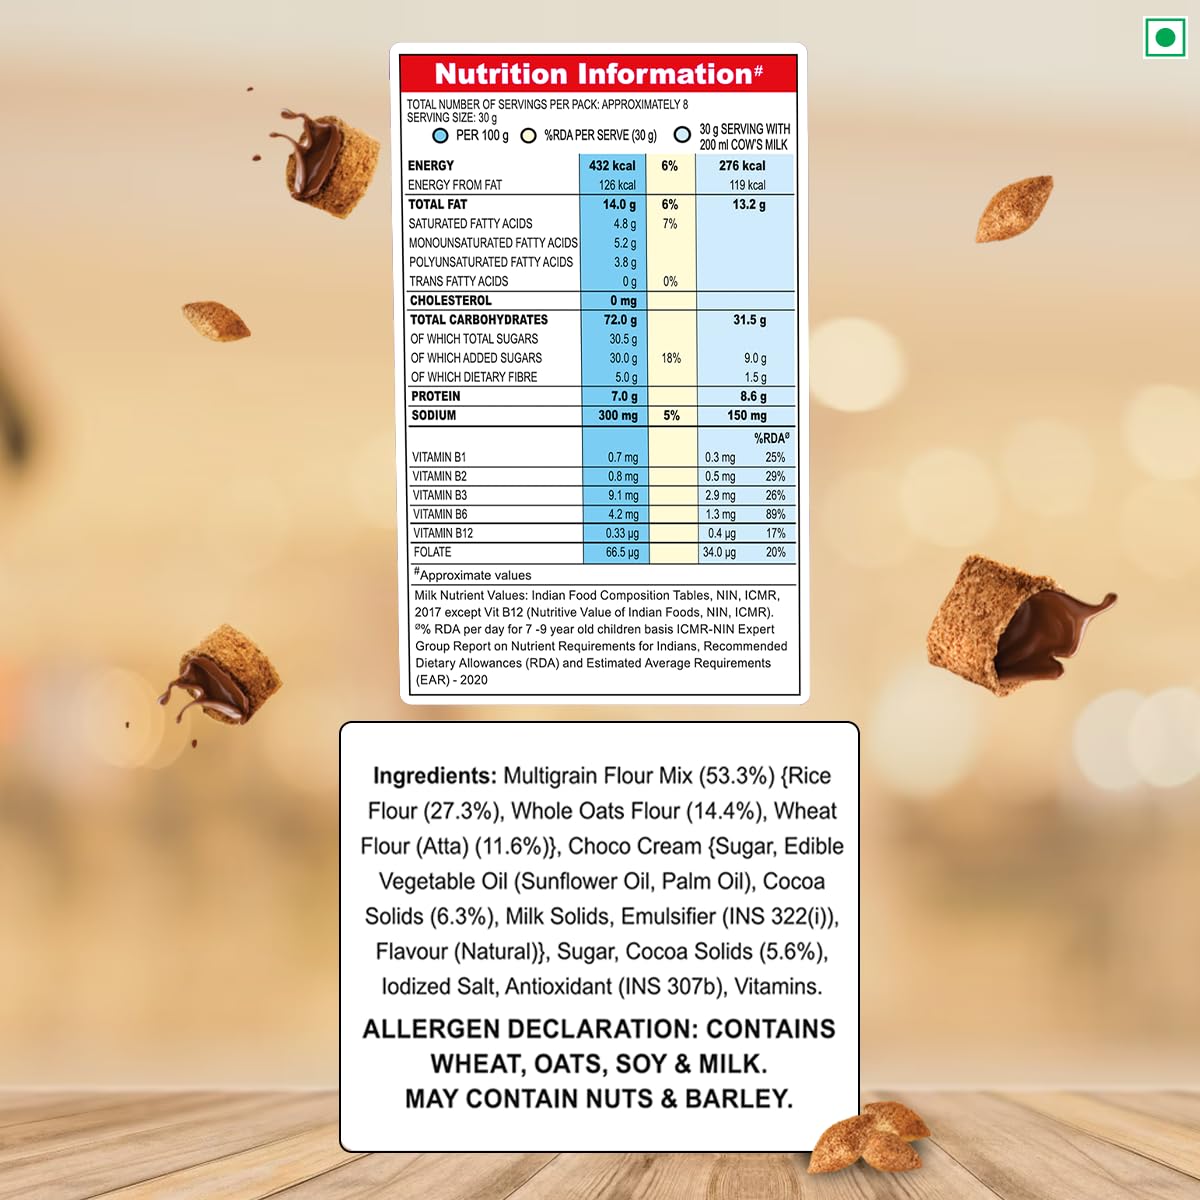 Nutrition Information#
TOTAL NUMBER OF SERVINGS PER PACK: APPROXIMATELY 8
SERVING SIZE: 30 g
PER 100 g %RDA PER SERVE (30 g) 30 g SERVING WITH
200 ml COW'S MILK
ENERGY 432 kcal 6% 276 kcal
ENERGY FROM FAT 126 kcal 119 kcal
TOTAL FAT 14.0 g 6% 13.2 g
SATURATED FATTY ACIDS 4.8 g 7%
MONOUNSATURATED FATTY ACIDS 5.2 g
POLYUNSATURATED FATTY ACIDS 3.8 g
TRANS FATTY ACIDS 0 g 0%
CHOLESTEROL 0 mg
TOTAL CARBOHYDRATES 72.0 g 31.5 g
OF WHICH TOTAL SUGARS 30.5 g
OF WHICH ADDED SUGARS 30.0 g 18% 9.0 g
OF WHICH DIETARY FIBRE 5.0 g 1.5 g
PROTEIN 7.0 g 8.6 g
SODIUM 300 mg 5% 150 mg
%RDAø
VITAMIN B1 0.7 mg 0.3 mg 25%
VITAMIN B2 0.8 mg 0.5 mg 29%
VITAMIN B3 9.1 mg 2.9 mg 26%
VITAMIN B6 4.2 mg 1.3 mg 89%
VITAMIN B12 0.33 µg 0.4 µg 17%
FOLATE 66.5 µg 34.0 µg 20%
#Approximate values
Milk Nutrient Values: Indian Food Composition Tables, NIN, ICMR,
2017 except Vit B12 (Nutritive Value of Indian Foods, NIN, ICMR).
ø% RDA per day for 7 -9 year old children basis ICMR-NIN Expert
Group Report on Nutrient Requirements for Indians, Recommended
Dietary Allowances (RDA) and Estimated Average Requirements
(EAR) - 2020
Ingredients: Multigrain Flour Mix (53.3%) {Rice
Flour (27.3%), Whole Oats Flour (14.4%), Wheat
Flour (Atta) (11.6%)}, Choco Cream {Sugar, Edible
Vegetable Oil (Sunflower Oil, Palm Oil), Cocoa
Solids (6.3%), Milk Solids, Emulsifier (INS 322(i)),
Flavour (Natural)}, Sugar, Cocoa Solids (5.6%),
Iodized Salt, Antioxidant (INS 307b), Vitamins.
ALLERGEN DECLARATION: CONTAINS
WHEAT, OATS, SOY & MILK.
MAY CONTAIN NUTS & BARLEY.